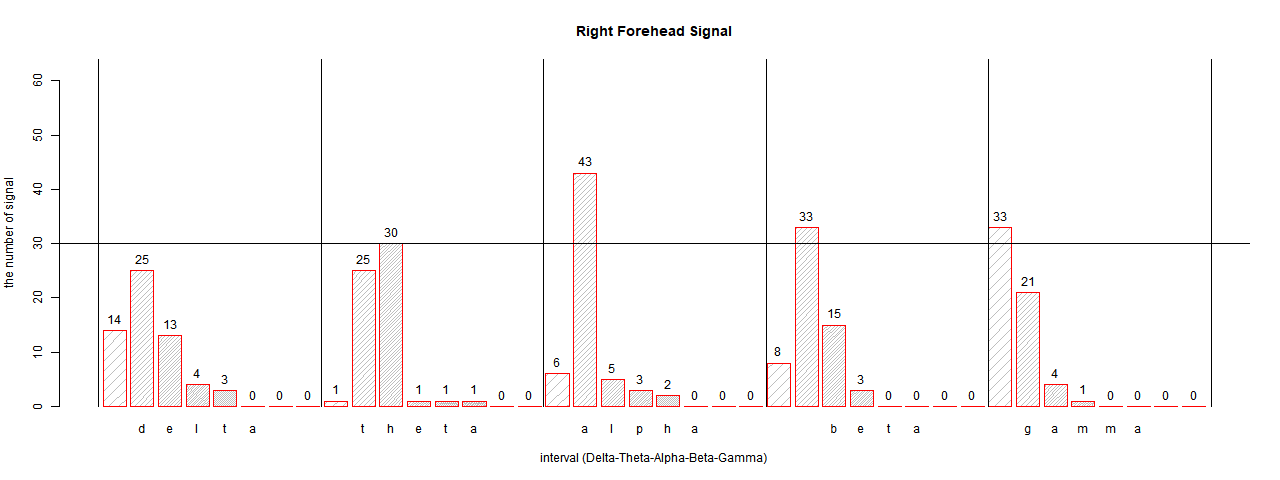 Right Forehead Signal
the number of signal
60
50
40
30
20
10
0
14 25 13 4 3 0 0 0
1 25 30 1 1 1 0 0
6 43 5 3 2 0 0 0
8 33 15 3 0 0 0 0
33 21 4 1 0 0 0 0
d e l t a t h e t a a l p h a b e t a g a m m a
interval (Delta-Theta-Alpha-Beta-Gamma)